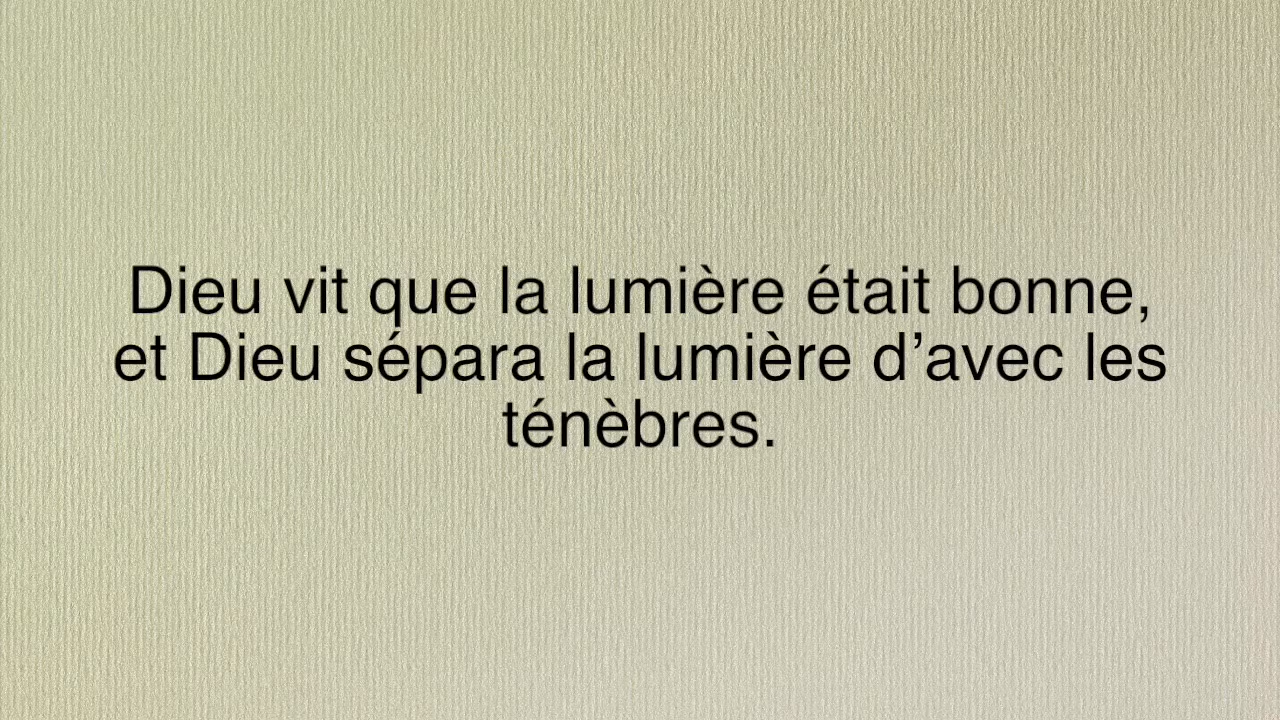 Dieu vit que la lumière était bonne,
et Dieu sépara la lumière d’avec les
ténèbres.